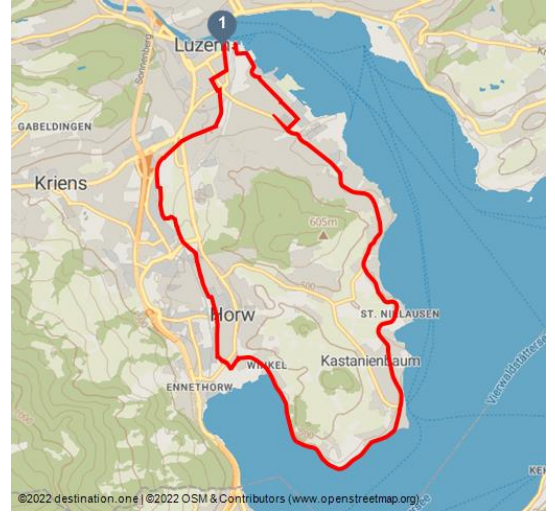 1
Luzern
Sonnenberg
GABELDINGEN
Kriens
605m
Horw
ST. NIKLAUSEN
WINKEL
Kastanienbaum
ENNETHORW
©2022 destination.one | ©2022 OSM & Contributors (www.openstreetmap.org)